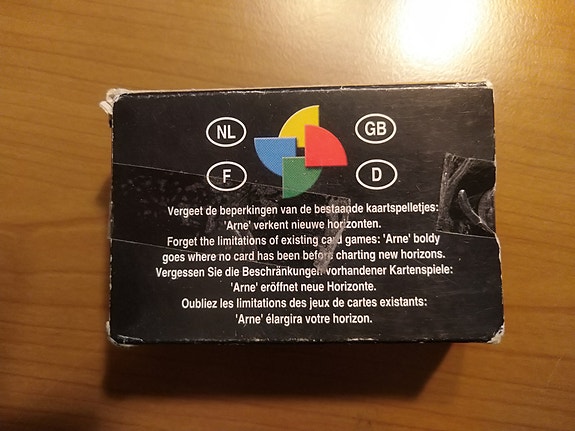 NL GB
F D
Vergeet de beperkingen van de bestaande kaartspelletjes:
'Arne' verkent nieuwe horizonten.
Forget the limitations of existing card games: 'Arne' boldy
goes where no card has been before charting new horizons.
Vergessen Sie die Beschränkungen vorhandener Kartenspiele:
'Arne' eröffnet neue Horizonte.
Oubliez les limitations des jeux de cartes existants:
'Arne' élargira votre horizon.